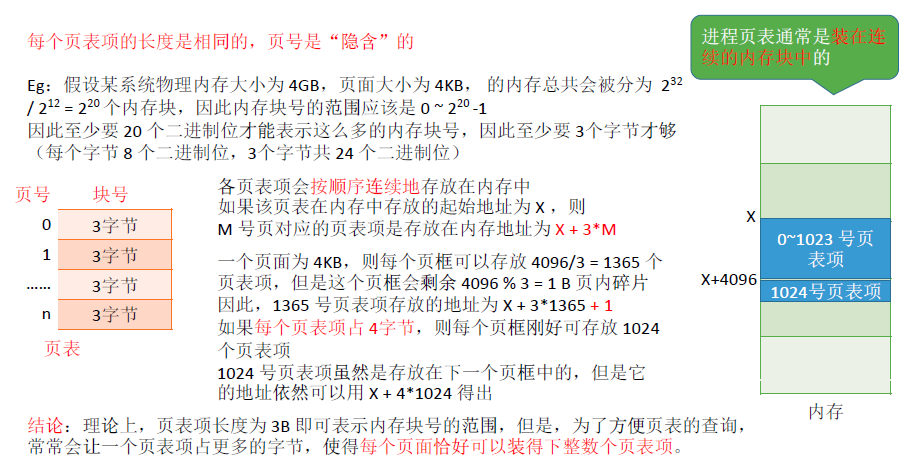 每个页表项的长度是相同的，页号是“隐含”的
进程页表通常是装在连
续的内存块中的
Eg：假设某系统物理内存大小为 4GB，页面大小为 4KB， 的内存总共会被分为 2³²
/ 2¹² = 2²⁰ 个内存块，因此内存块号的范围应该是 0 ~ 2²⁰ -1
因此至少要 20 个二进制位才能表示这么多的内存块号，因此至少要 3个字节才够
（每个字节 8 个二进制位，3个字节共 24 个二进制位）
页号 块号
0 3字节
1 3字节
…… 3字节
n 3字节
页表
各页表项会按顺序连续地存放在内存中
如果该页表在内存中存放的起始地址为 X ，则
M 号页对应的页表项是存放在内存地址为 X + 3*M
一个页面为 4KB，则每个页框可以存放 4096/3 = 1365 个
页表项，但是这个页框会剩余 4096 % 3 = 1 B 页内碎片
因此，1365 号页表项存放的地址为 X + 3*1365 + 1
如果每个页表项占 4字节，则每个页框刚好可存放 1024
个页表项
1024 号页表项虽然是存放在下一个页框中的，但是它
的地址依然可以用 X + 4*1024 得出
X
0~1023 号页
表项
X+4096
1024号页表项
内存
结论：理论上，页表项长度为 3B 即可表示内存块号的范围，但是，为了方便页表的查询，
常常会让一个页表项占更多的字节，使得每个页面恰好可以装得下整数个页表项。